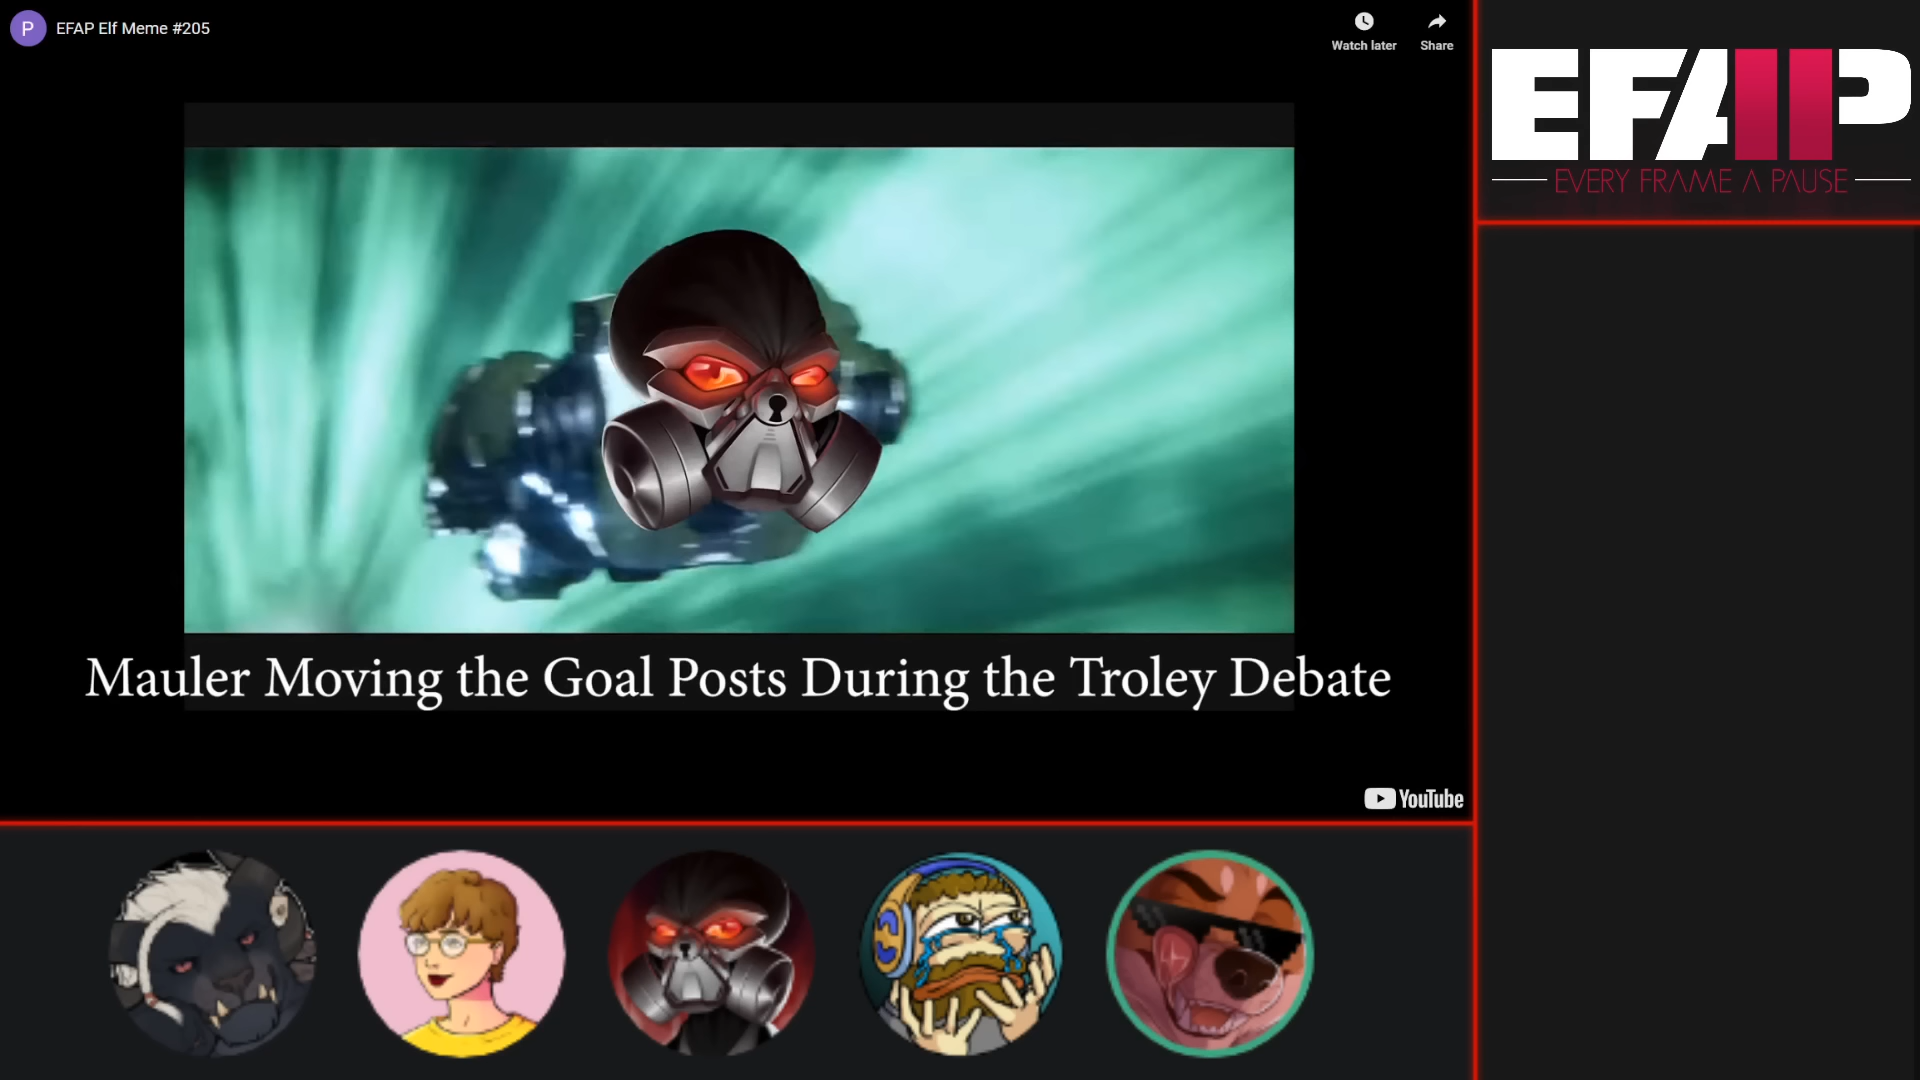 P
EFAP Elf Meme #205
Watch later
Share
EFAP
EVERY FRAME A PAUSE
Mauler Moving the Goal Posts During the Troley Debate
YouTube